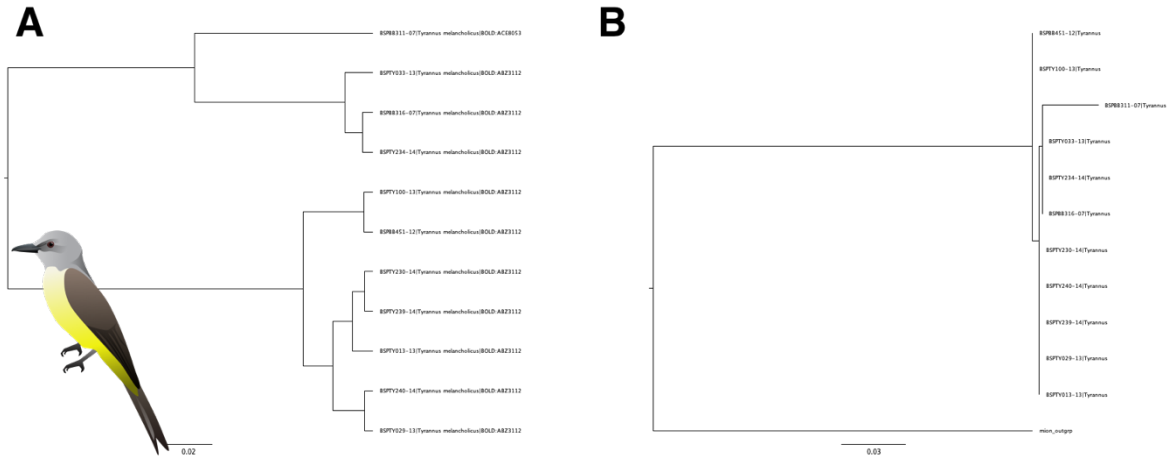 A
BSPBB311-07|Tyrannus melancholicus|BOLD:ACE8053
BSPTY033-13|Tyrannus melancholicus|BOLD:ABZ3112
BSPBB316-07|Tyrannus melancholicus|BOLD:ABZ3112
BSPTY234-14|Tyrannus melancholicus|BOLD:ABZ3112
BSPTY100-13|Tyrannus melancholicus|BOLD:ABZ3112
BSPBB451-12|Tyrannus melancholicus|BOLD:ABZ3112
BSPTY230-14|Tyrannus melancholicus|BOLD:ABZ3112
BSPTY239-14|Tyrannus melancholicus|BOLD:ABZ3112
BSPTY013-13|Tyrannus melancholicus|BOLD:ABZ3112
BSPTY240-14|Tyrannus melancholicus|BOLD:ABZ3112
BSPTY029-13|Tyrannus melancholicus|BOLD:ABZ3112
0.02
B
BSPBB451-12|Tyrannus
BSPTY100-13|Tyrannus
BSPBB311-07|Tyrannus
BSPTY033-13|Tyrannus
BSPTY234-14|Tyrannus
BSPBB316-07|Tyrannus
BSPTY230-14|Tyrannus
BSPTY240-14|Tyrannus
BSPTY239-14|Tyrannus
BSPTY029-13|Tyrannus
BSPTY013-13|Tyrannus
mion_outgrp
0.03